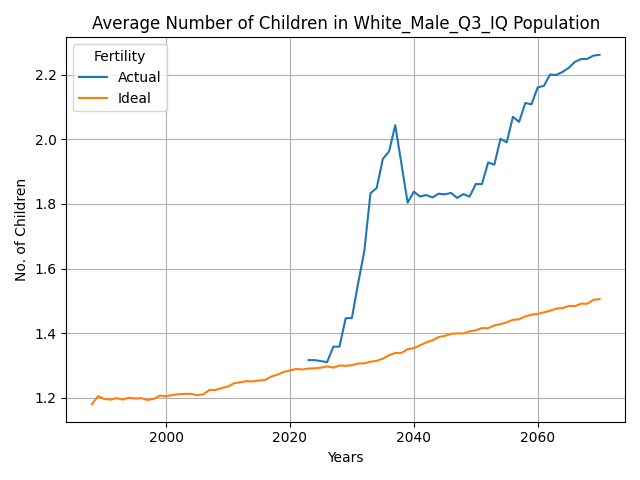 Average Number of Children in White_Male_Q3_IQ Population
Fertility
Actual
Ideal
No. of Children
2.2
2.0
1.8
1.6
1.4
1.2
2000
2020
2040
2060
Years